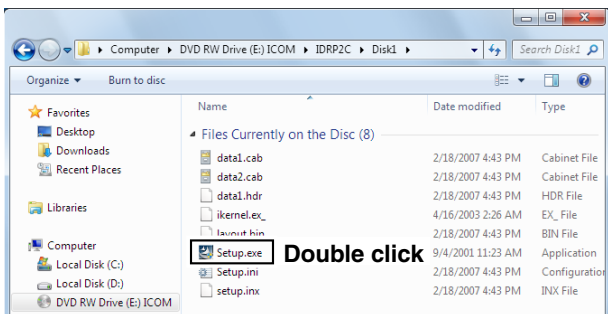 Computer ▸ DVD RW Drive (E:) ICOM ▸ IDRP2C ▸ Disk1 ▸ Search Disk1
Organize ▾ Burn to disc
Name Date modified Type
Favorites
Desktop
Downloads
Recent Places
Libraries
Computer
Local Disk (C:)
Local Disk (D:)
DVD RW Drive (E:) ICOM
Files Currently on the Disc (8)
data1.cab 2/18/2007 4:43 PM Cabinet File
data2.cab 2/18/2007 4:43 PM Cabinet File
data1.hdr 2/18/2007 4:43 PM HDR File
ikernel.ex_ 4/16/2003 2:26 AM EX_ File
layout.bin 2/18/2007 4:43 PM BIN File
Setup.exe Double click 9/4/2001 11:23 AM Application
Setup.ini 2/18/2007 4:43 PM Configuration
setup.inx 2/18/2007 4:43 PM INX File